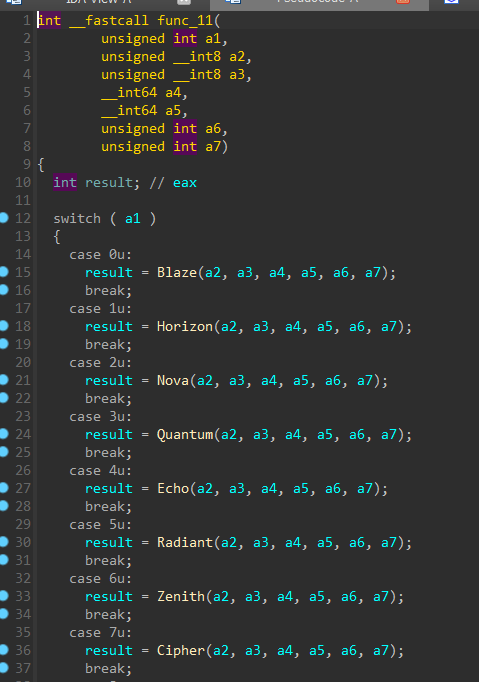 IDA View-A
Pseudocode-A
1 int __fastcall func_11(
2 unsigned int a1,
3 unsigned __int8 a2,
4 unsigned __int8 a3,
5 __int64 a4,
6 __int64 a5,
7 unsigned int a6,
8 unsigned int a7)
9 {
10 int result; // eax
11
12 switch ( a1 )
13 {
14 case 0u:
15 result = Blaze(a2, a3, a4, a5, a6, a7);
16 break;
17 case 1u:
18 result = Horizon(a2, a3, a4, a5, a6, a7);
19 break;
20 case 2u:
21 result = Nova(a2, a3, a4, a5, a6, a7);
22 break;
23 case 3u:
24 result = Quantum(a2, a3, a4, a5, a6, a7);
25 break;
26 case 4u:
27 result = Echo(a2, a3, a4, a5, a6, a7);
28 break;
29 case 5u:
30 result = Radiant(a2, a3, a4, a5, a6, a7);
31 break;
32 case 6u:
33 result = Zenith(a2, a3, a4, a5, a6, a7);
34 break;
35 case 7u:
36 result = Cipher(a2, a3, a4, a5, a6, a7);
37 break;